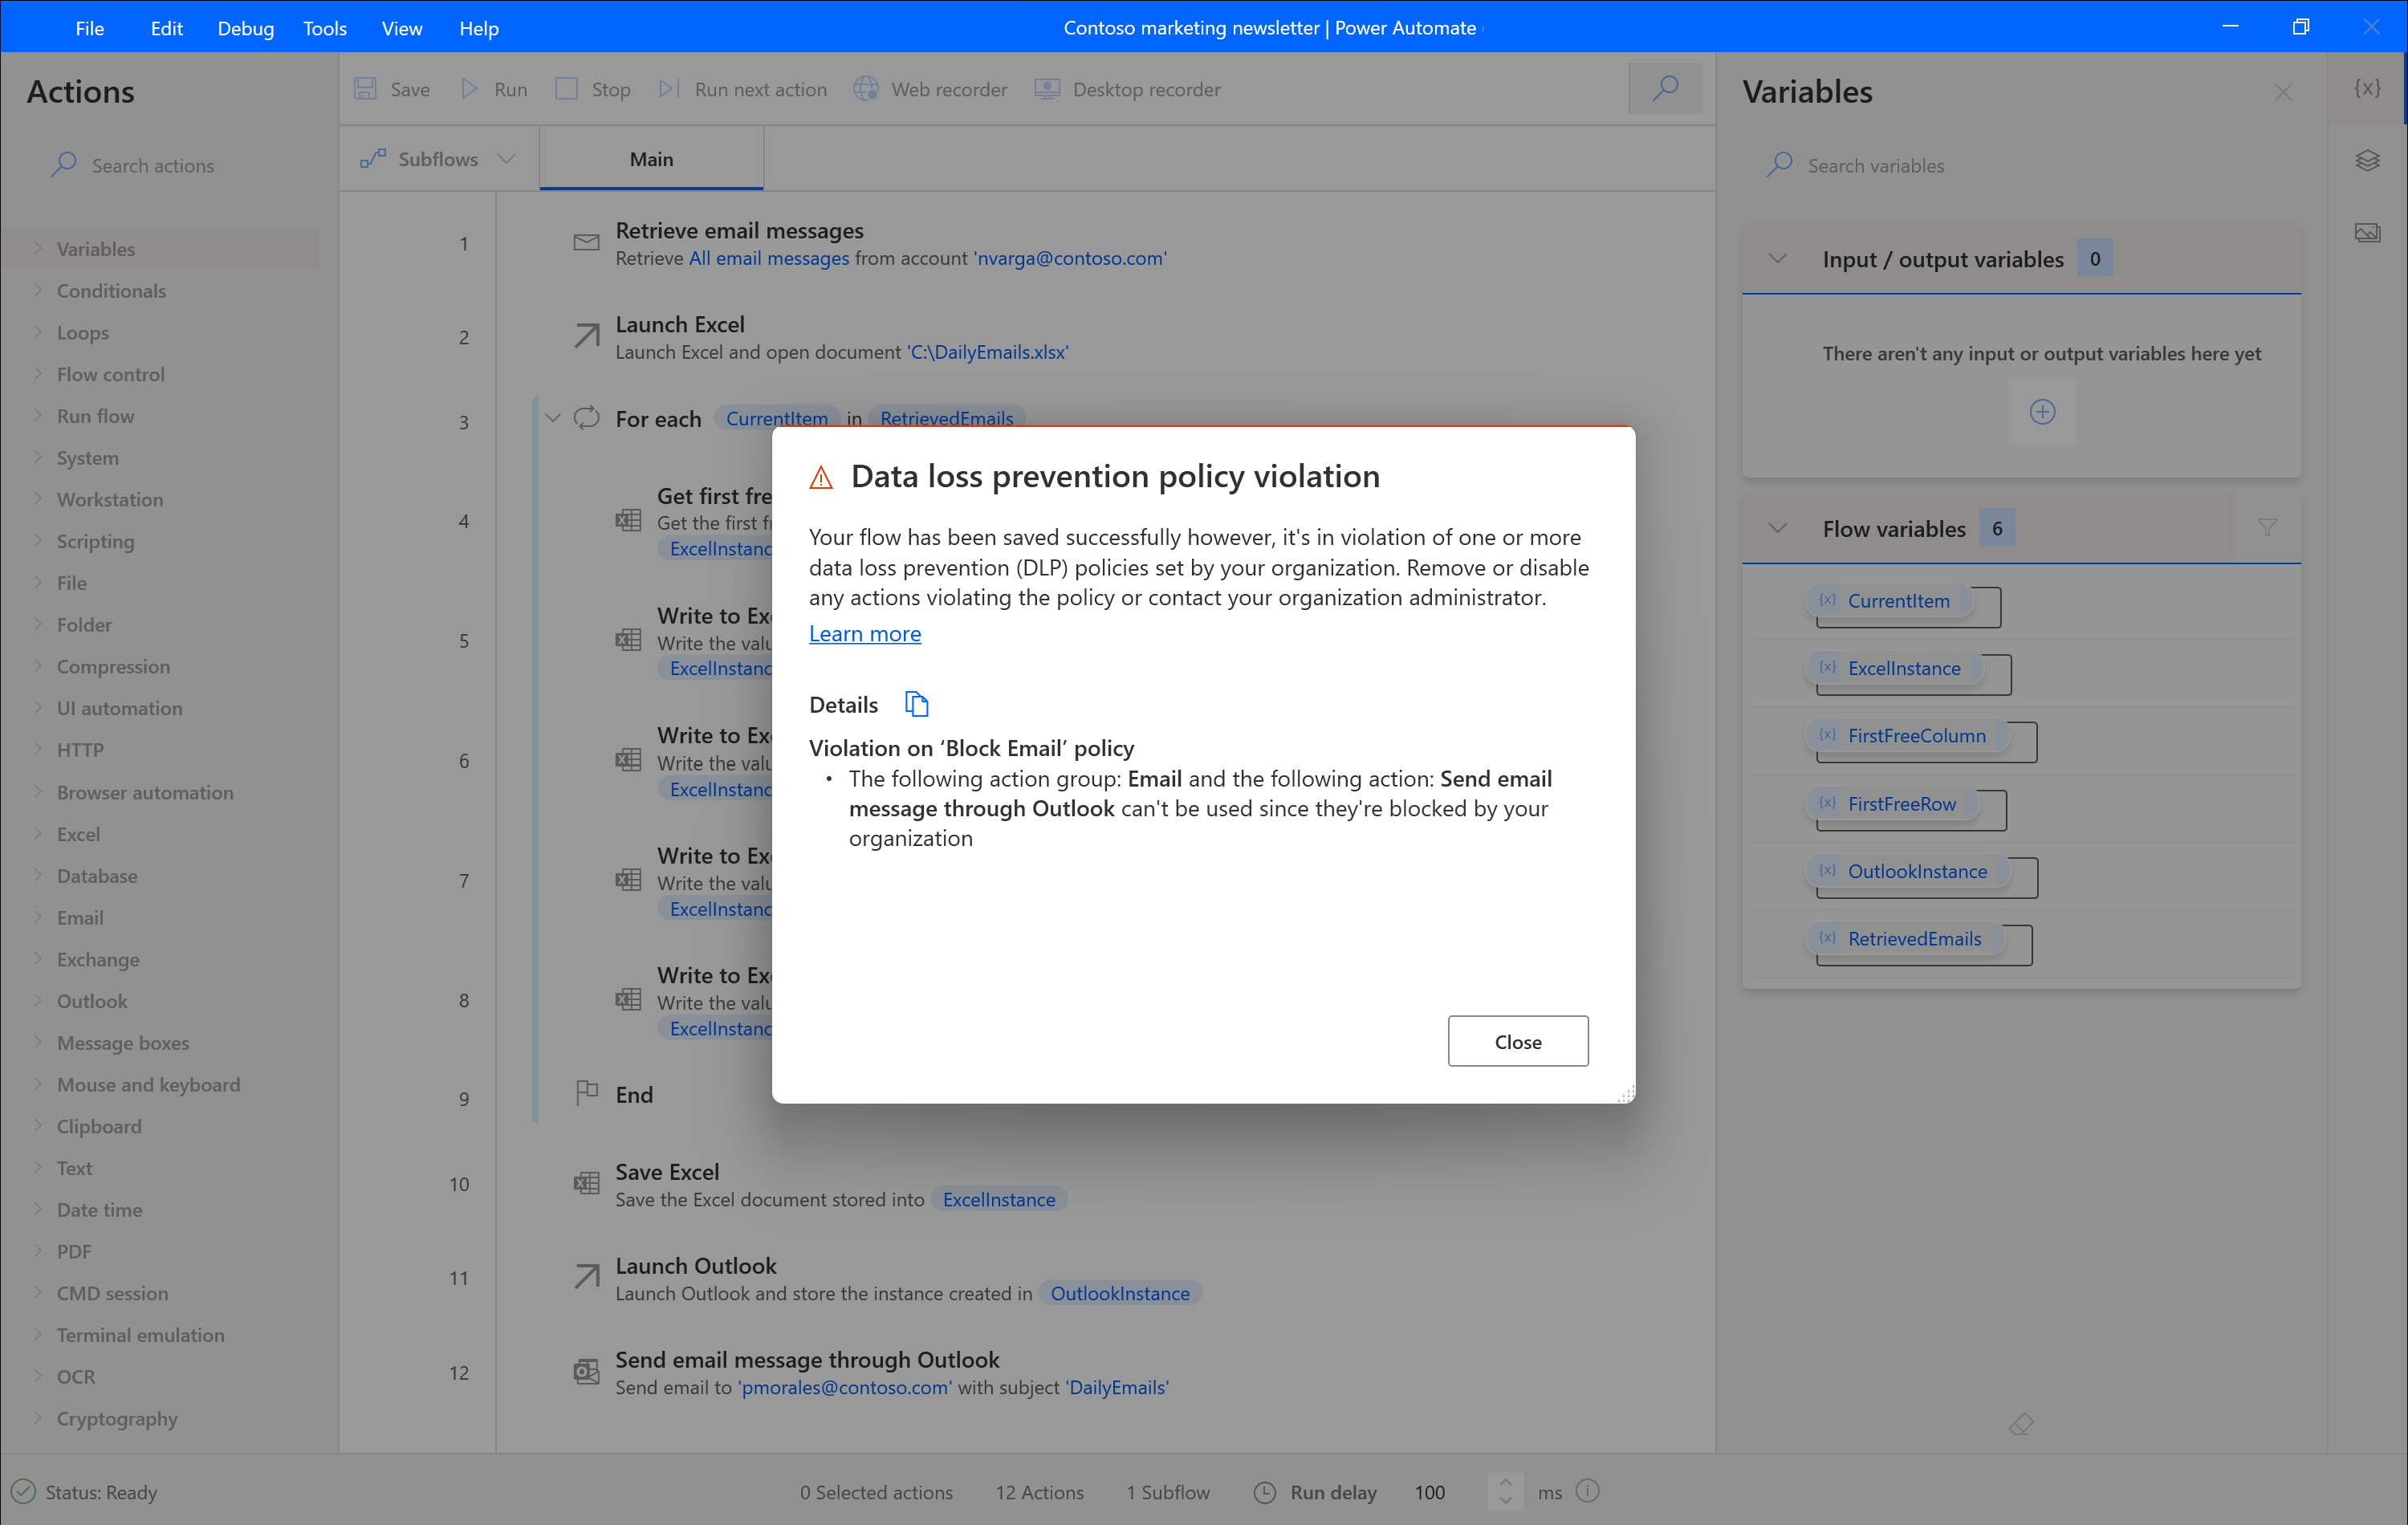 File Edit Debug Tools View Help
Contoso marketing newsletter | Power Automate
Actions
Search actions
Variables
Conditionals
Loops
Flow control
Run flow
System
Workstation
Scripting
File
Folder
Compression
UI automation
HTTP
Browser automation
Excel
Database
Email
Exchange
Outlook
Message boxes
Mouse and keyboard
Clipboard
Text
Date time
PDF
CMD session
Terminal emulation
OCR
Cryptography
Save Run Stop Run next action Web recorder Desktop recorder
Subflows Main
1 Retrieve email messages
Retrieve All email messages from account 'nvarga@contoso.com'
2 Launch Excel
Launch Excel and open document 'C:\DailyEmails.xlsx'
3 For each CurrentItem in RetrievedEmails
4 Get first fre
Get the first f
ExcelInstanc
5 Write to Ex
Write the valu
ExcelInstanc
6 Write to Ex
Write the valu
ExcelInstanc
7 Write to Ex
Write the valu
ExcelInstanc
8 Write to Ex
Write the valu
ExcelInstanc
9 End
10 Save Excel
Save the Excel document stored into ExcelInstance
11 Launch Outlook
Launch Outlook and store the instance created in OutlookInstance
12 Send email message through Outlook
Send email to 'pmorales@contoso.com' with subject 'DailyEmails'
Data loss prevention policy violation
Your flow has been saved successfully however, it's in violation of one or more
data loss prevention (DLP) policies set by your organization. Remove or disable
any actions violating the policy or contact your organization administrator.
Learn more
Details
Violation on ‘Block Email’ policy
• The following action group: Email and the following action: Send email
message through Outlook can't be used since they're blocked by your
organization
Close
Variables
{x}
Search variables
Input / output variables 0
There aren't any input or output variables here yet
Flow variables 6
{x} CurrentItem
{x} ExcelInstance
{x} FirstFreeColumn
{x} FirstFreeRow
{x} OutlookInstance
{x} RetrievedEmails
Status: Ready 0 Selected actions 12 Actions 1 Subflow Run delay 100 ms